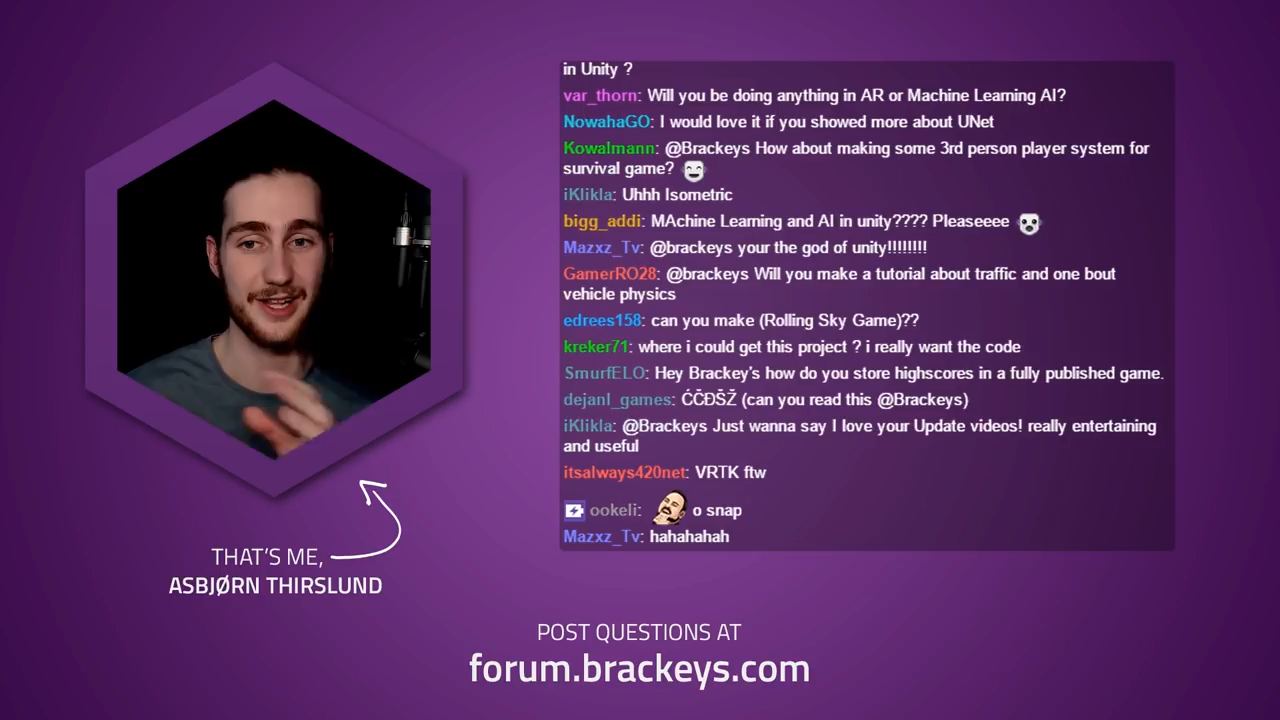 in Unity ?
var_thorn: Will you be doing anything in AR or Machine Learning AI?
NowahaGO: I would love it if you showed more about UNet
Kowalmann: @Brackeys How about making some 3rd person player system for
survival game?
iKlikla: Uhhh Isometric
bigg_addi: MAchine Learning and AI in unity???? Pleaseeee
Mazxz_Tv: @brackeys your the god of unity!!!!!!!!
GamerRO28: @brackeys Will you make a tutorial about traffic and one bout
vehicle physics
edrees158: can you make (Rolling Sky Game)??
kreker71: where i could get this project ? i really want the code
SmurfELO: Hey Brackey's how do you store highscores in a fully published game.
dejanl_games: ĆČĐŠŽ (can you read this @Brackeys)
iKlikla: @Brackeys Just wanna say I love your Update videos! really entertaining
and useful
itsalways420net: VRTK ftw
ookeli: o snap
Mazxz_Tv: hahahahah
THAT'S ME,
ASBJØRN THIRSLUND
POST QUESTIONS AT
forum.brackeys.com